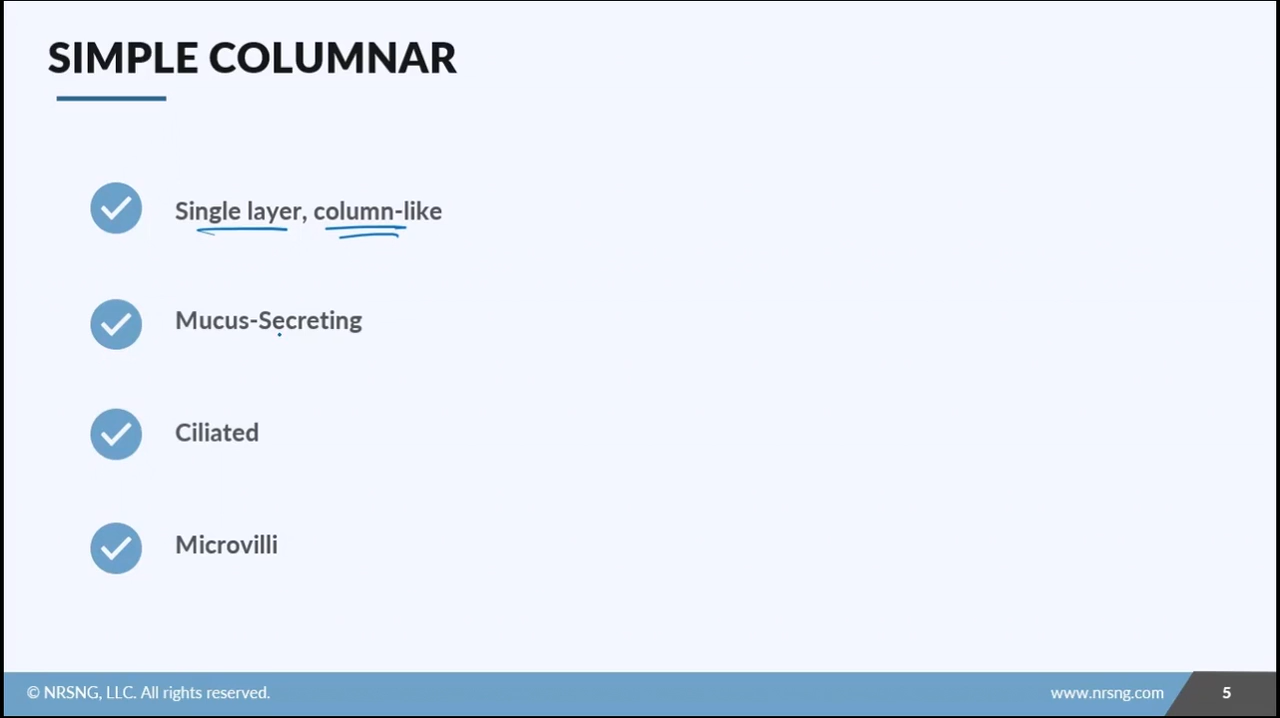 SIMPLE COLUMNAR
Single layer, column-like
Mucus-Secreting
Ciliated
Microvilli
© NRSNG, LLC. All rights reserved.
www.nrsng.com
5